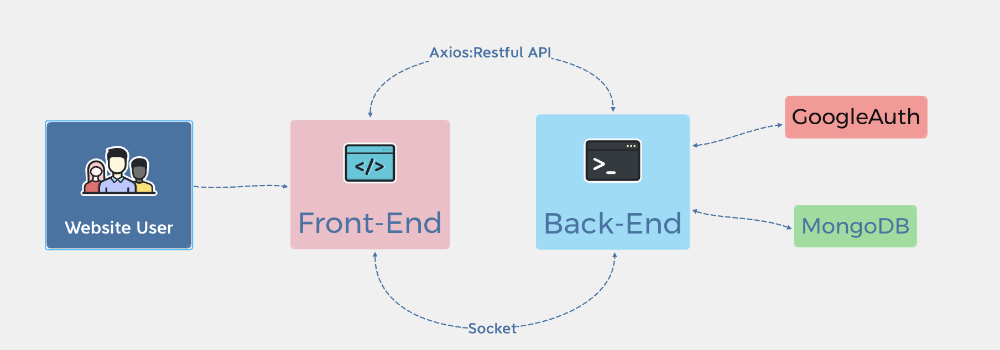 Axios:Restful API
GoogleAuth
</>
>_
Website User
Front-End
Back-End
MongoDB
Socket